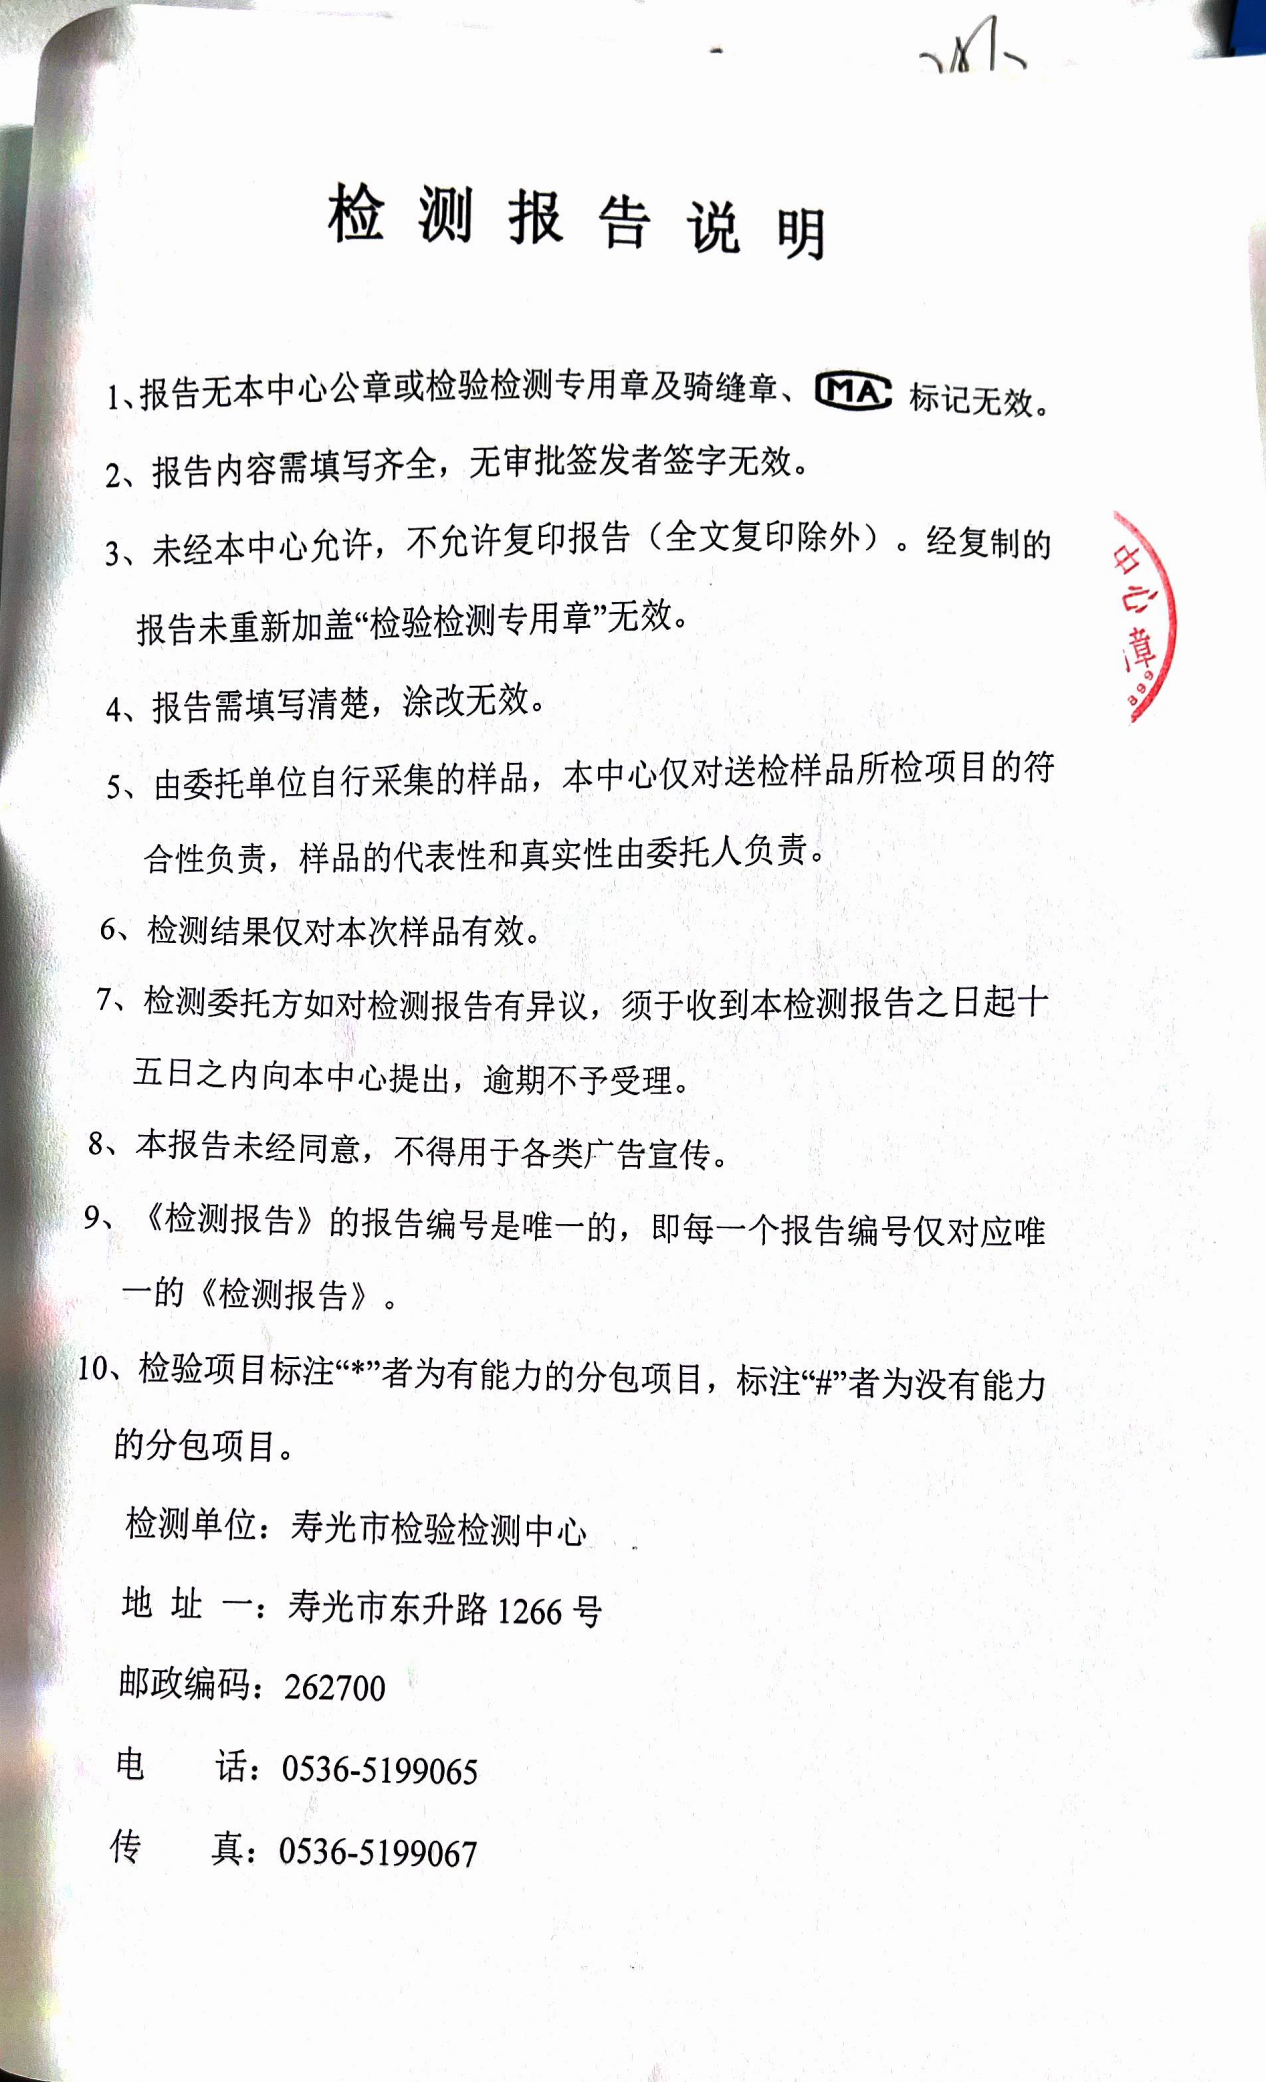 检测报告说明
1、报告无本中心公章或检验检测专用章及骑缝章、MA 标记无效。
2、报告内容需填写齐全，无审批签发者签字无效。
3、未经本中心允许，不允许复印报告（全文复印除外）。经复制的
报告未重新加盖“检验检测专用章”无效。
4、报告需填写清楚，涂改无效。
5、由委托单位自行采集的样品，本中心仅对送检样品所检项目的符
合性负责，样品的代表性和真实性由委托人负责。
6、检测结果仅对本次样品有效。
7、检测委托方如对检测报告有异议，须于收到本检测报告之日起十
五日之内向本中心提出，逾期不予受理。
8、本报告未经同意，不得用于各类广告宣传。
9、《检测报告》的报告编号是唯一的，即每一个报告编号仅对应唯
一的《检测报告》。
10、检验项目标注“*”者为有能力的分包项目，标注“#”者为没有能力
的分包项目。
检测单位：寿光市检验检测中心
地 址 一：寿光市东升路 1266 号
邮政编码：262700
电 话：0536-5199065
传 真：0536-5199067
中心
章